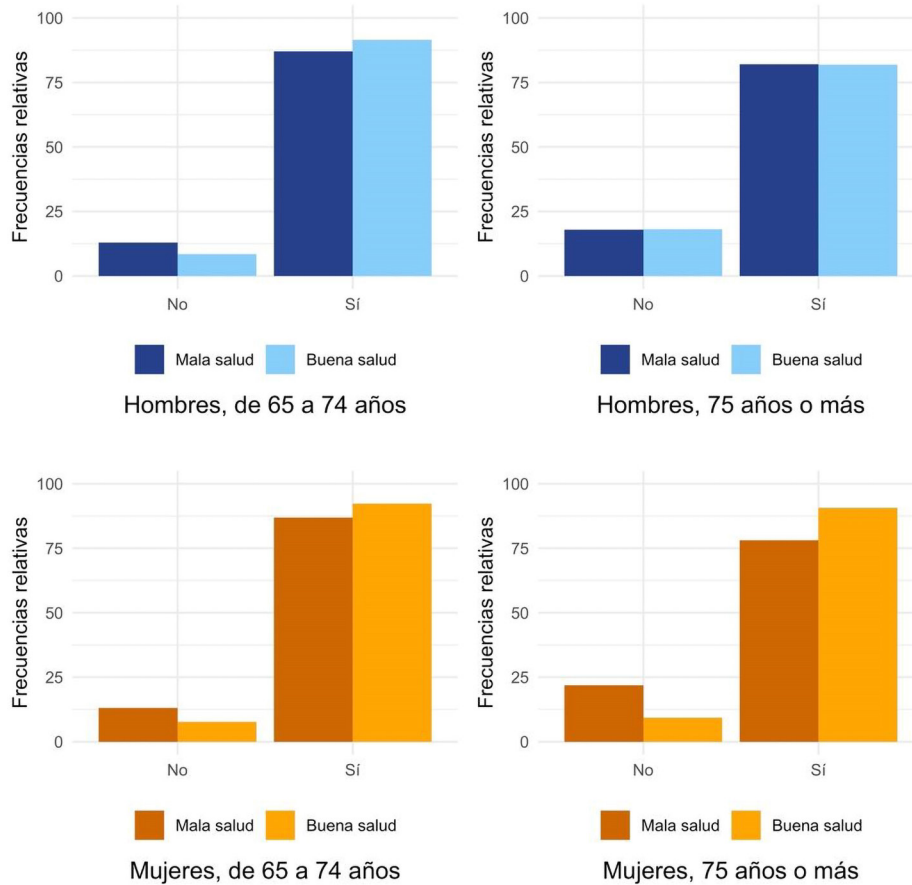 Frecuencias relativas
100
75
50
25
0
No Sí
Mala salud Buena salud
Hombres, de 65 a 74 años
Frecuencias relativas
100
75
50
25
0
No Sí
Mala salud Buena salud
Hombres, 75 años o más
Frecuencias relativas
100
75
50
25
0
No Sí
Mala salud Buena salud
Mujeres, de 65 a 74 años
Frecuencias relativas
100
75
50
25
0
No Sí
Mala salud Buena salud
Mujeres, 75 años o más